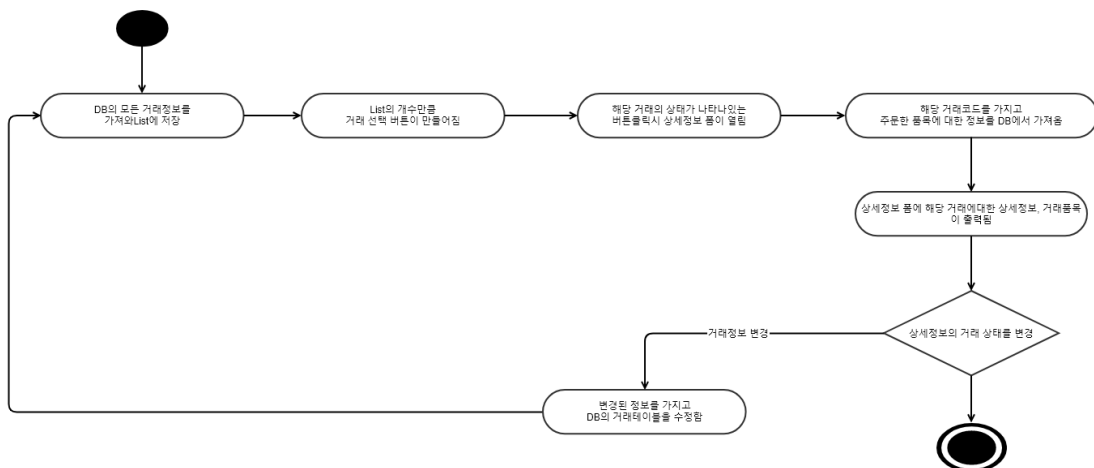 DB의 모든 거래정보를
가져와List에 저장
List의 개수만큼
거래 선택 버튼이 만들어짐
해당 거래의 상태가 나타나있는
버튼클릭시 상세정보 폼이 열림
해당 거래코드를 가지고
주문한 품목에 대한 정보를 DB에서 가져옴
상세정보 폼에 해당 거래에대한 상세정보, 거래품목
이 출력됨
상세정보의 거래 상태를 변경
거래정보 변경
변경된 정보를 가지고
DB의 거래테이블을 수정함